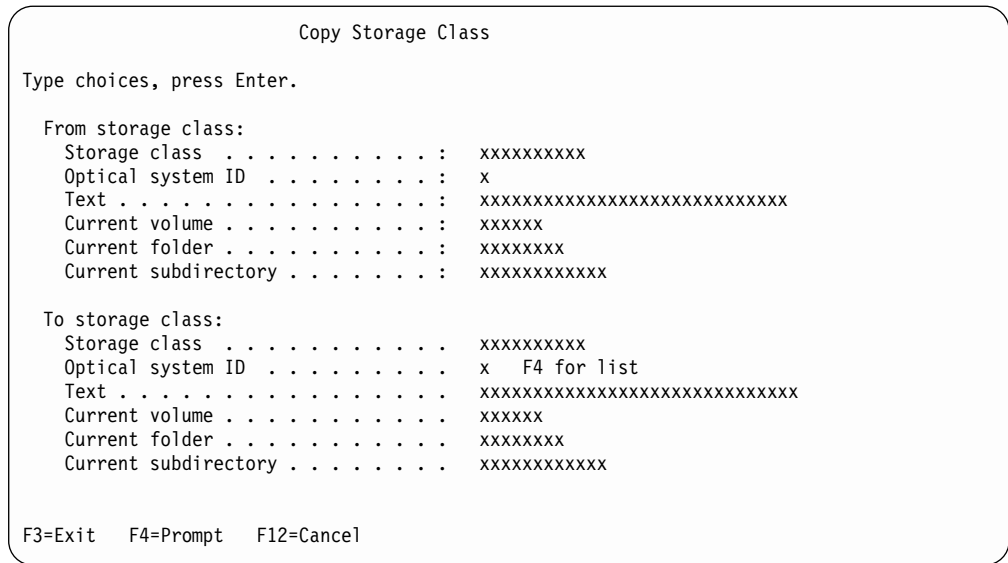 Copy Storage Class
Type choices, press Enter.
From storage class:
Storage class . . . . . . . . . . : xxxxxxxxxx
Optical system ID . . . . . . . . : x
Text . . . . . . . . . . . . . . . : xxxxxxxxxxxxxxxxxxxxxxxxxxxxx
Current volume . . . . . . . . . . : xxxxxx
Current folder . . . . . . . . . . : xxxxxxxx
Current subdirectory . . . . . . . : xxxxxxxxxxxx
To storage class:
Storage class . . . . . . . . . . . xxxxxxxxxx
Optical system ID . . . . . . . . . x F4 for list
Text . . . . . . . . . . . . . . . . xxxxxxxxxxxxxxxxxxxxxxxxxxxxxx
Current volume . . . . . . . . . . . xxxxxx
Current folder . . . . . . . . . . . xxxxxxxx
Current subdirectory . . . . . . . . xxxxxxxxxxxx
F3=Exit F4=Prompt F12=Cancel